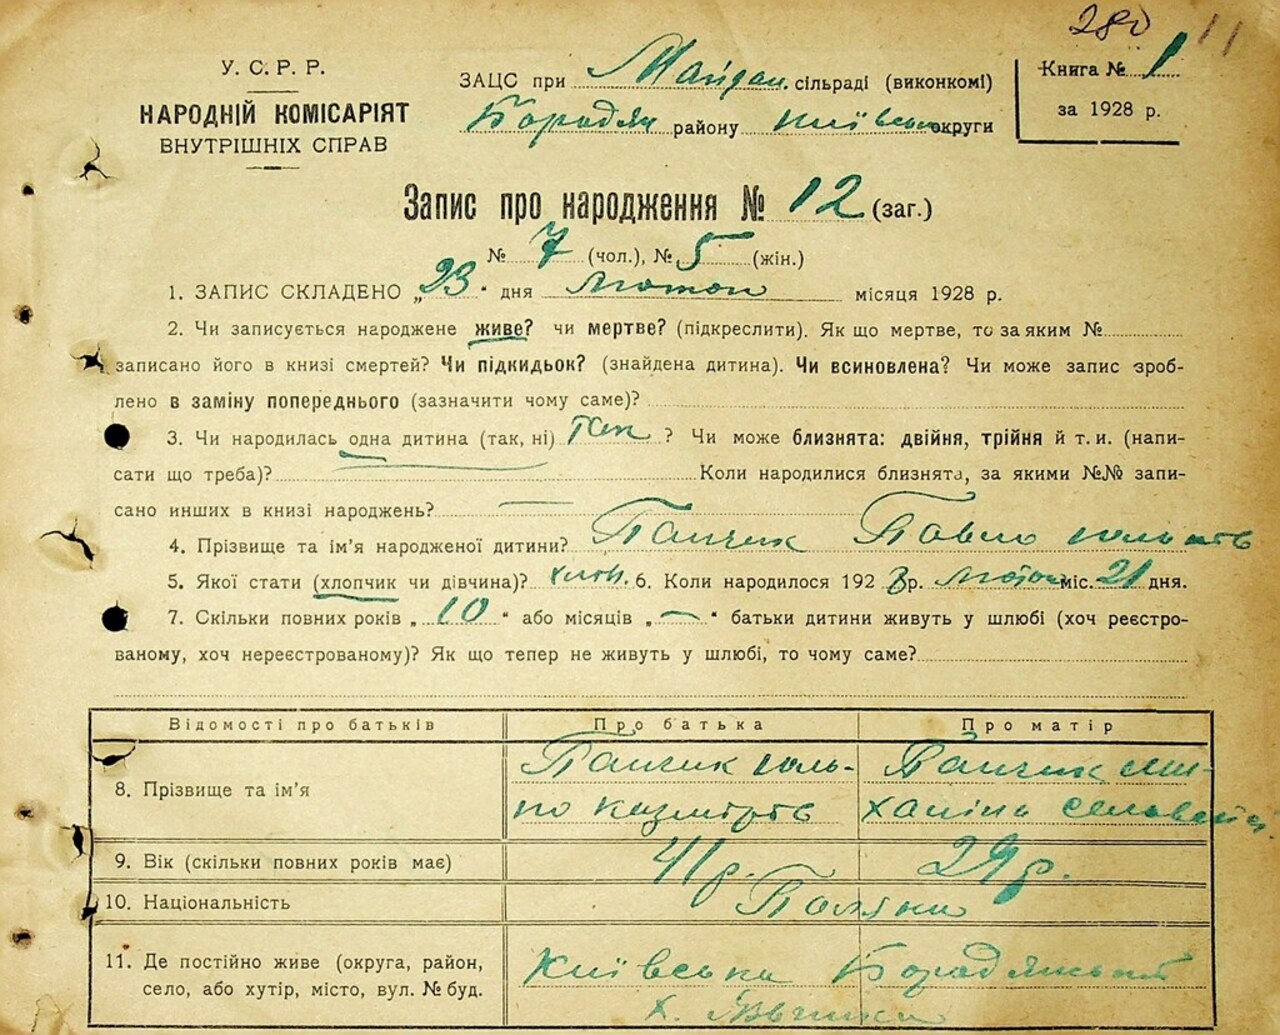 280 11
У. С. Р. Р.
НАРОДНІЙ КОМІСАРІЯТ
ВНУТРІШНІХ СПРАВ
ЗАЦС при Майдан. сільраді (виконкомі)
Бородян району Київськ округи
Книга № 1
за 1928 р.
Запис про народження № 12 (заг.)
№ 7 (чол.), № 5 (жін.)
1. ЗАПИС СКЛАДЕНО „23" дня лютого місяця 1928 р.
2. Чи записується народжене живе? чи мертве? (підкреслити). Як що мертве, то за яким №
записано його в книзі смертей? Чи підкидьок? (знайдена дитина). Чи всиновлена? Чи може запис зроб-
лено в заміну попереднього (зазначити чому саме)?
3. Чи народилась одна дитина (так, ні) так ? Чи може близнята: двійня, трійня й т. и. (напи-
сати що треба)? Коли народилися близнята, за якими №№ запи-
сано инших в книзі народжень? —
4. Прізвище та ім'я народженої дитини? Панчик Павло
5. Якої стати (хлопчик чи дівчина)? хлоп. 6. Коли народилося 1928 р. лютого міс. 21 дня.
7. Скільки повних років „10" або місяців „—" батьки дитини живуть у шлюбі (хоч реєстро-
ваному, хоч нереєстрованому)? Як що тепер не живуть у шлюбі, то чому саме?
Відомості про батьків Про батька Про матір
8. Прізвище та ім'я Панчик Панчик
9. Вік (скільки повних років має) 41 р. 29 р.
10. Національність Поляки
11. Де постійно живе (округа, район,
село, або хутір, місто, вул. № буд.
Київська Бородянський
х.